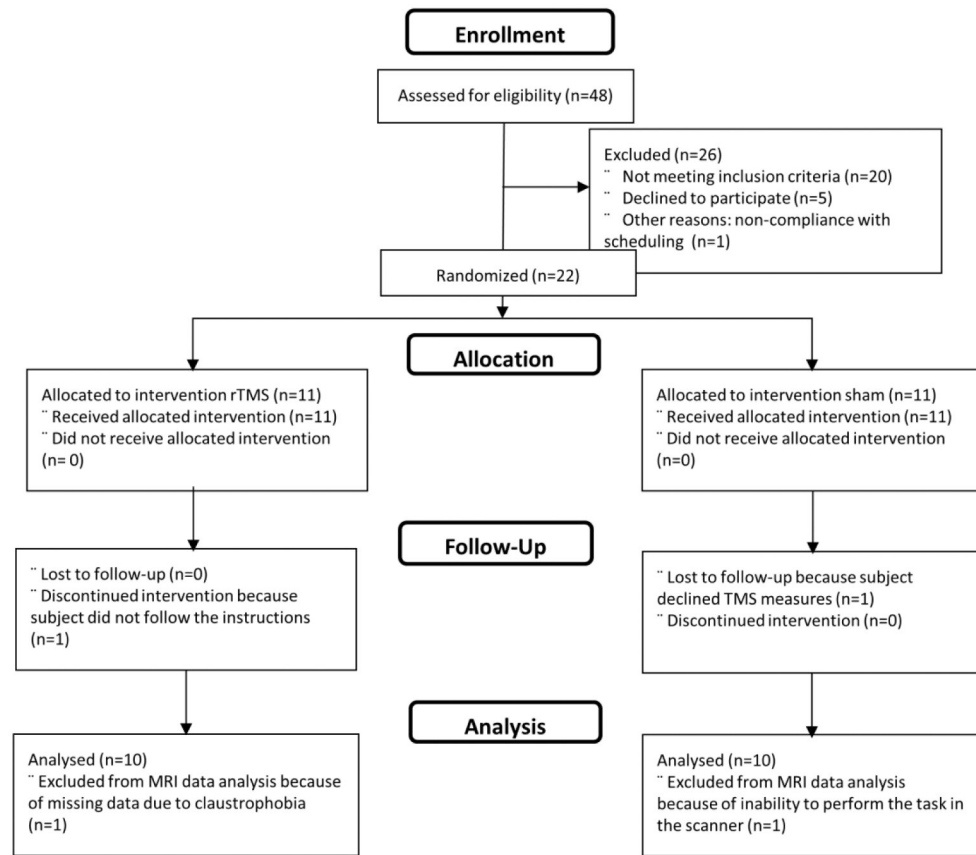 Enrollment
Assessed for eligibility (n=48)
Excluded (n=26)
¨ Not meeting inclusion criteria (n=20)
¨ Declined to participate (n=5)
¨ Other reasons: non-compliance with
scheduling (n=1)
Randomized (n=22)
Allocation
Allocated to intervention rTMS (n=11)
¨ Received allocated intervention (n=11)
¨ Did not receive allocated intervention
(n= 0)
Allocated to intervention sham (n=11)
¨ Received allocated intervention (n=11)
¨ Did not receive allocated intervention
(n=0)
Follow-Up
¨ Lost to follow-up (n=0)
¨ Discontinued intervention because
subject did not follow the instructions
(n=1)
¨ Lost to follow-up because subject
declined TMS measures (n=1)
¨ Discontinued intervention (n=0)
Analysis
Analysed (n=10)
¨ Excluded from MRI data analysis because
of missing data due to claustrophobia
(n=1)
Analysed (n=10)
¨ Excluded from MRI data analysis
because of inability to perform the task in
the scanner (n=1)